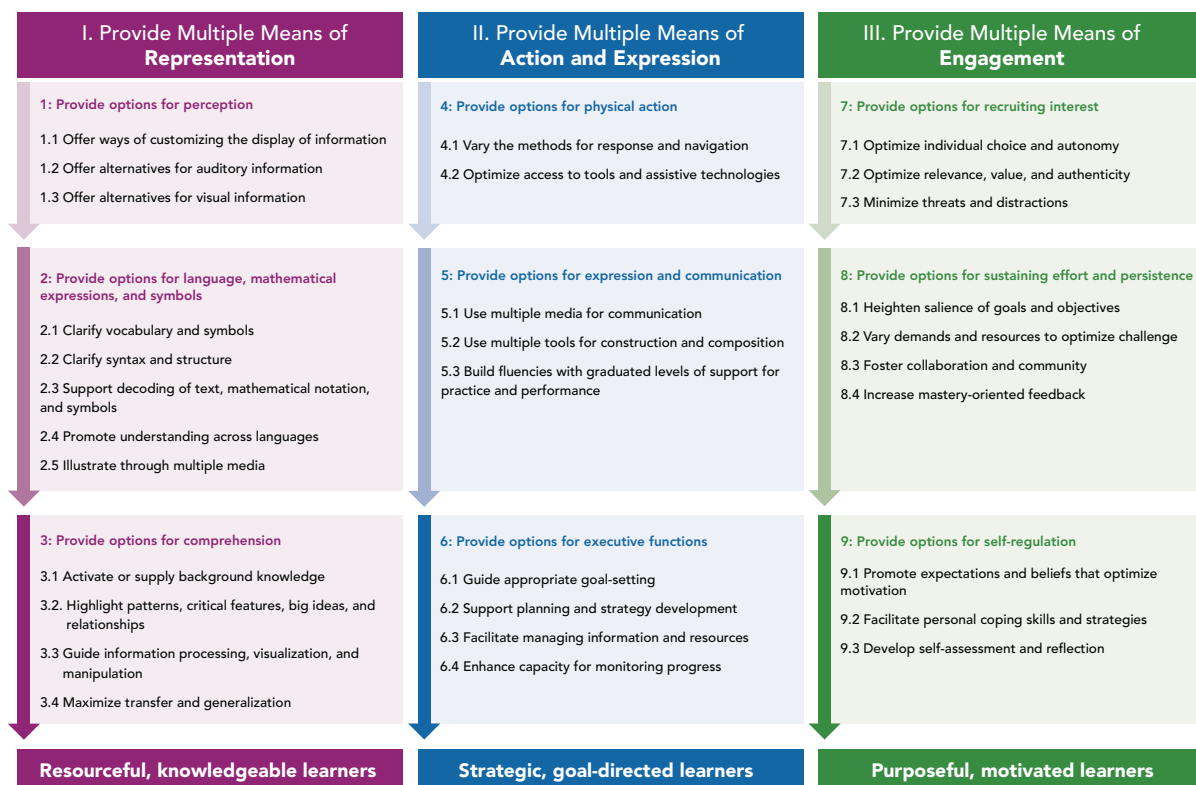 I. Provide Multiple Means of
Representation
1: Provide options for perception
1.1 Offer ways of customizing the display of information
1.2 Offer alternatives for auditory information
1.3 Offer alternatives for visual information
2: Provide options for language, mathematical
expressions, and symbols
2.1 Clarify vocabulary and symbols
2.2 Clarify syntax and structure
2.3 Support decoding of text, mathematical notation,
and symbols
2.4 Promote understanding across languages
2.5 Illustrate through multiple media
3: Provide options for comprehension
3.1 Activate or supply background knowledge
3.2. Highlight patterns, critical features, big ideas, and
relationships
3.3 Guide information processing, visualization, and
manipulation
3.4 Maximize transfer and generalization
Resourceful, knowledgeable learners
II. Provide Multiple Means of
Action and Expression
4: Provide options for physical action
4.1 Vary the methods for response and navigation
4.2 Optimize access to tools and assistive technologies
5: Provide options for expression and communication
5.1 Use multiple media for communication
5.2 Use multiple tools for construction and composition
5.3 Build fluencies with graduated levels of support for
practice and performance
6: Provide options for executive functions
6.1 Guide appropriate goal-setting
6.2 Support planning and strategy development
6.3 Facilitate managing information and resources
6.4 Enhance capacity for monitoring progress
Strategic, goal-directed learners
III. Provide Multiple Means of
Engagement
7: Provide options for recruiting interest
7.1 Optimize individual choice and autonomy
7.2 Optimize relevance, value, and authenticity
7.3 Minimize threats and distractions
8: Provide options for sustaining effort and persistence
8.1 Heighten salience of goals and objectives
8.2 Vary demands and resources to optimize challenge
8.3 Foster collaboration and community
8.4 Increase mastery-oriented feedback
9: Provide options for self-regulation
9.1 Promote expectations and beliefs that optimize
motivation
9.2 Facilitate personal coping skills and strategies
9.3 Develop self-assessment and reflection
Purposeful, motivated learners